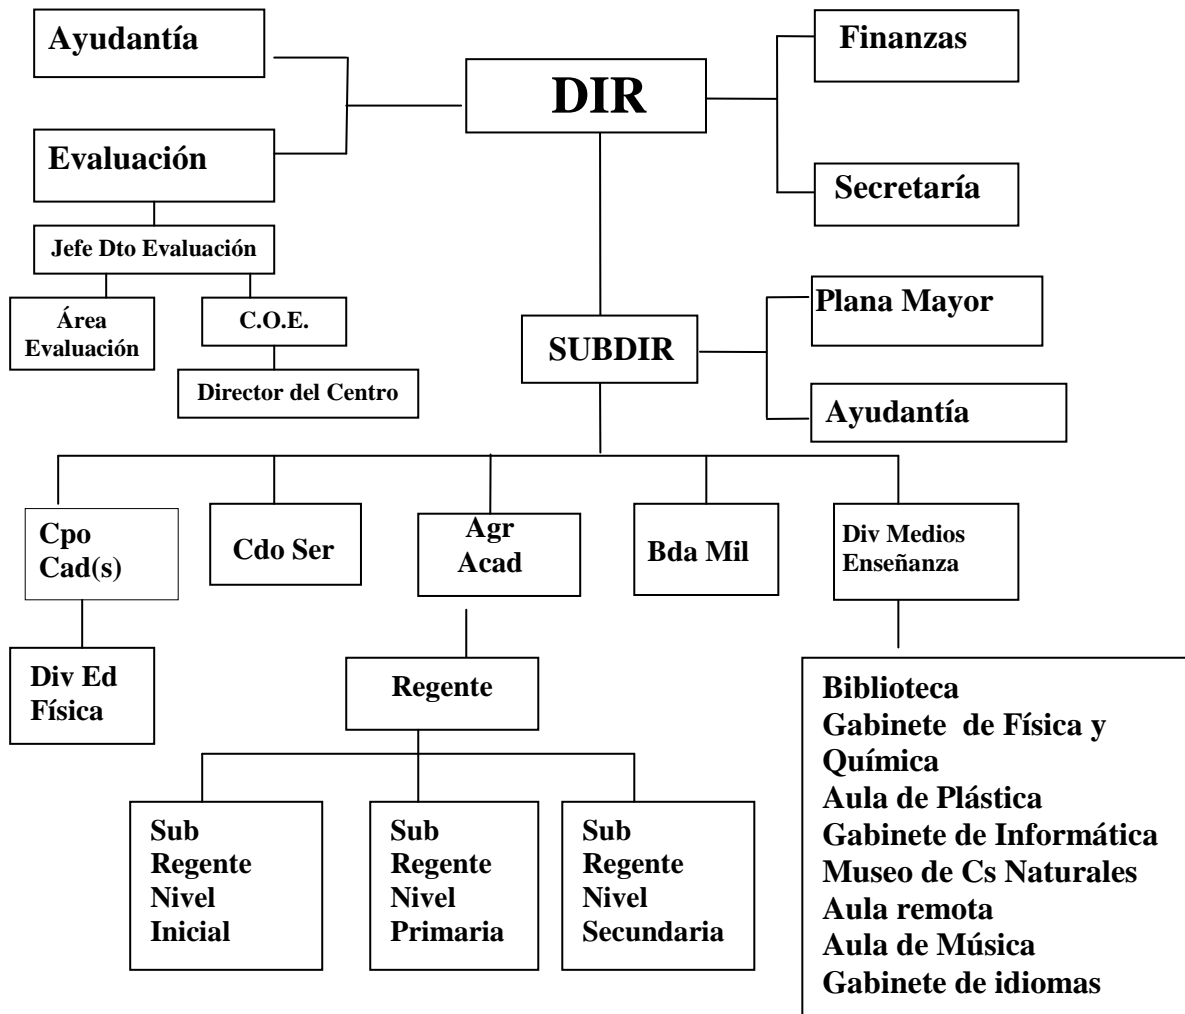 Ayudantía
Finanzas
DIR
Evaluación
Secretaría
Jefe Dto Evaluación
Área
Evaluación
C.O.E.
Director del Centro
Plana Mayor
SUBDIR
Ayudantía
Cpo
Cad(s)
Cdo Ser
Agr
Acad
Bda Mil
Div Medios
Enseñanza
Div Ed
Física
Regente
Sub
Regente
Nivel
Inicial
Sub
Regente
Nivel
Primaria
Sub
Regente
Nivel
Secundaria
Biblioteca
Gabinete de Física y
Química
Aula de Plástica
Gabinete de Informática
Museo de Cs Naturales
Aula remota
Aula de Música
Gabinete de idiomas